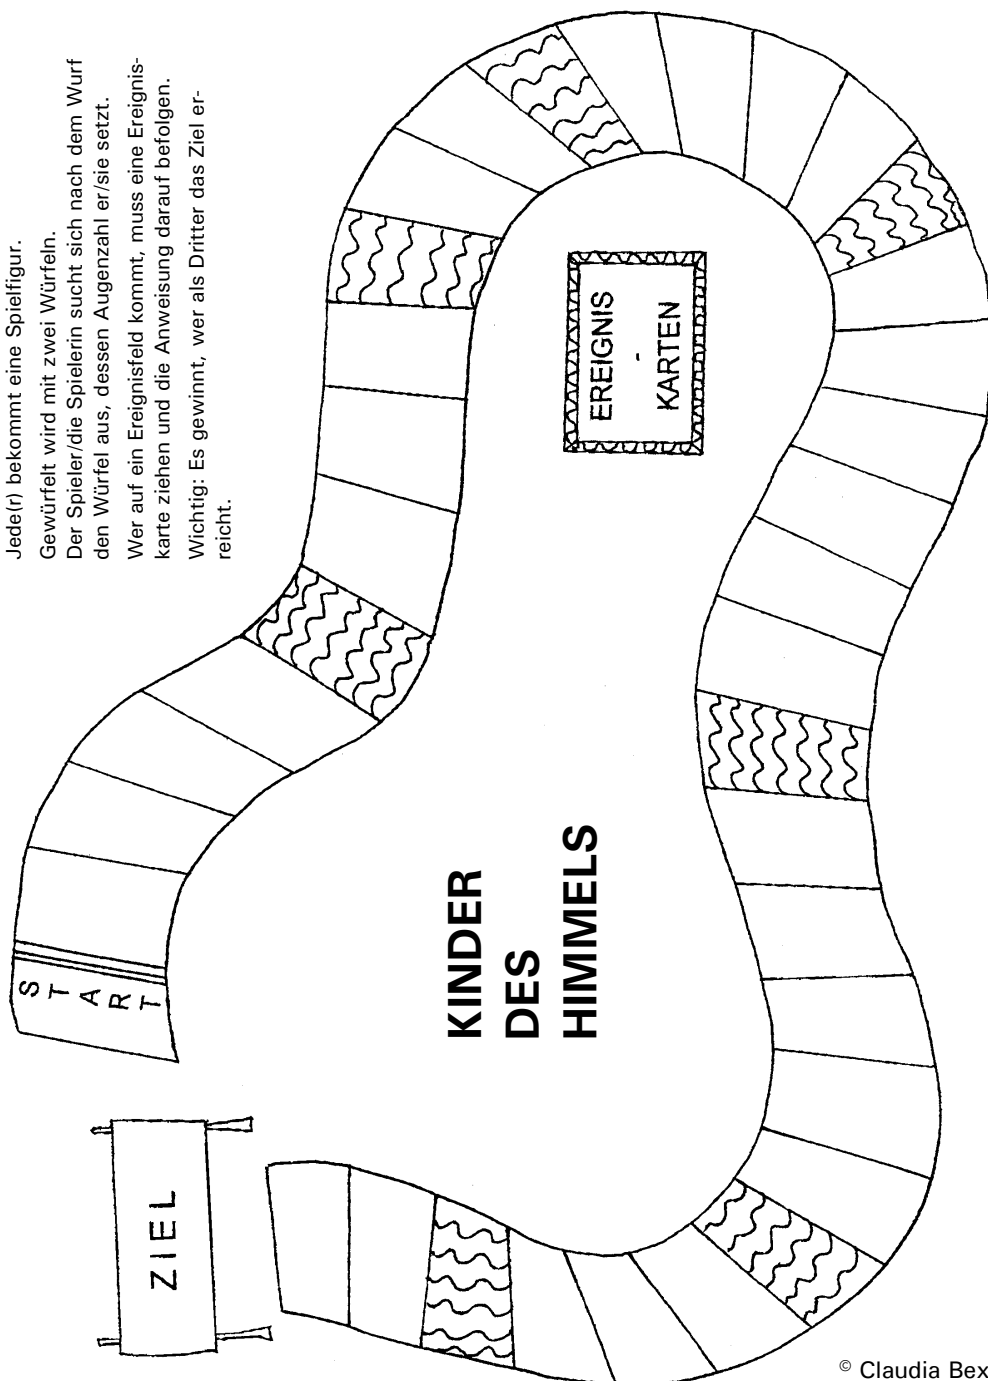 Jede(r) bekommt eine Spielfigur.
Gewürfelt wird mit zwei Würfeln.
Der Spieler/die Spielerin sucht sich nach dem Wurf
den Würfel aus, dessen Augenzahl er/sie setzt.
Wer auf ein Ereignisfeld kommt, muss eine Ereignis-
karte ziehen und die Anweisung darauf befolgen.
Wichtig: Es gewinnt, wer als Dritter das Ziel er-
reicht.
START
ZIEL
EREIGNIS
-
KARTEN
KINDER
DES
HIMMELS
© Claudia Bex